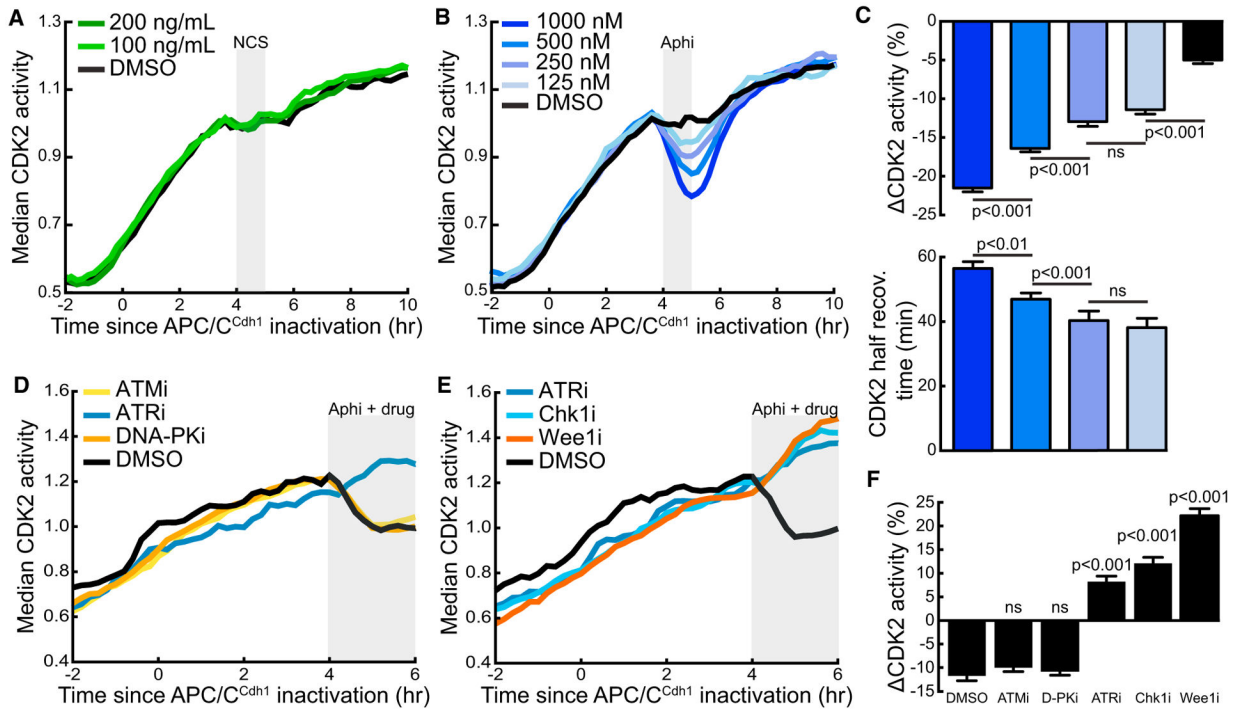 A
200 ng/mL
100 ng/mL
DMSO
NCS
Median CDK2 activity
1.3
1.1
0.9
0.7
0.5
-2 0 2 4 6 8 10
Time since APC/C^Cdh1 inactivation (hr)
B
1000 nM
500 nM
250 nM
125 nM
DMSO
Aphi
Median CDK2 activity
1.3
1.1
0.9
0.7
0.5
-2 0 2 4 6 8 10
Time since APC/C^Cdh1 inactivation (hr)
C
ΔCDK2 activity (%)
0
-5
-10
-15
-20
-25
p<0.001
p<0.001
ns
p<0.001
CDK2 half recov.
time (min)
60
40
20
0
p<0.01
p<0.001
ns
D
ATMi
ATRi
DNA-PKi
DMSO
Aphi + drug
Median CDK2 activity
1.6
1.4
1.2
1.0
0.8
0.6
0.4
-2 0 2 4 6
Time since APC/C^Cdh1 inactivation (hr)
E
ATRi
Chk1i
Wee1i
DMSO
Aphi + drug
Median CDK2 activity
1.6
1.4
1.2
1.0
0.8
0.6
0.4
-2 0 2 4 6
Time since APC/C^Cdh1 inactivation (hr)
F
ΔCDK2 activity (%)
25
20
15
10
5
0
-5
-10
-15
ns
ns
p<0.001
p<0.001
p<0.001
DMSO ATMi D-PKi ATRi Chk1i Wee1i